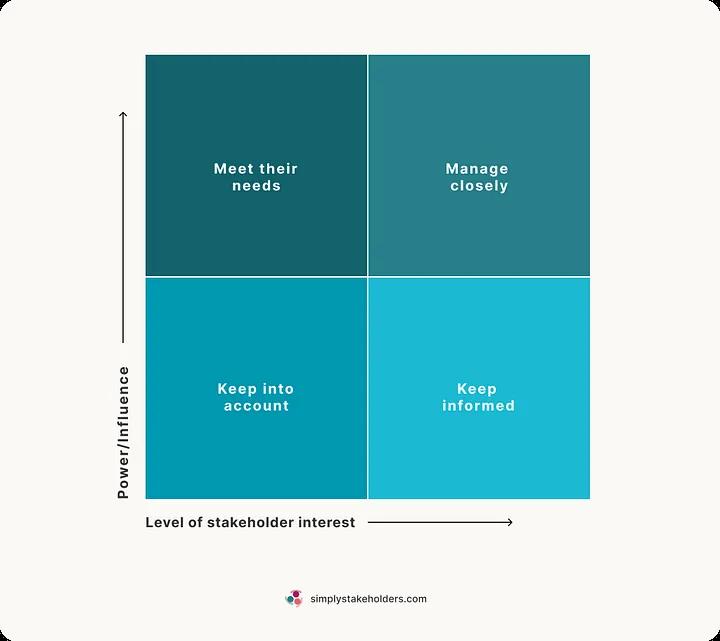 Meet their
needs
Manage
closely
Keep into
account
Keep
informed
Power/Influence
Level of stakeholder interest
simplystakeholders.com